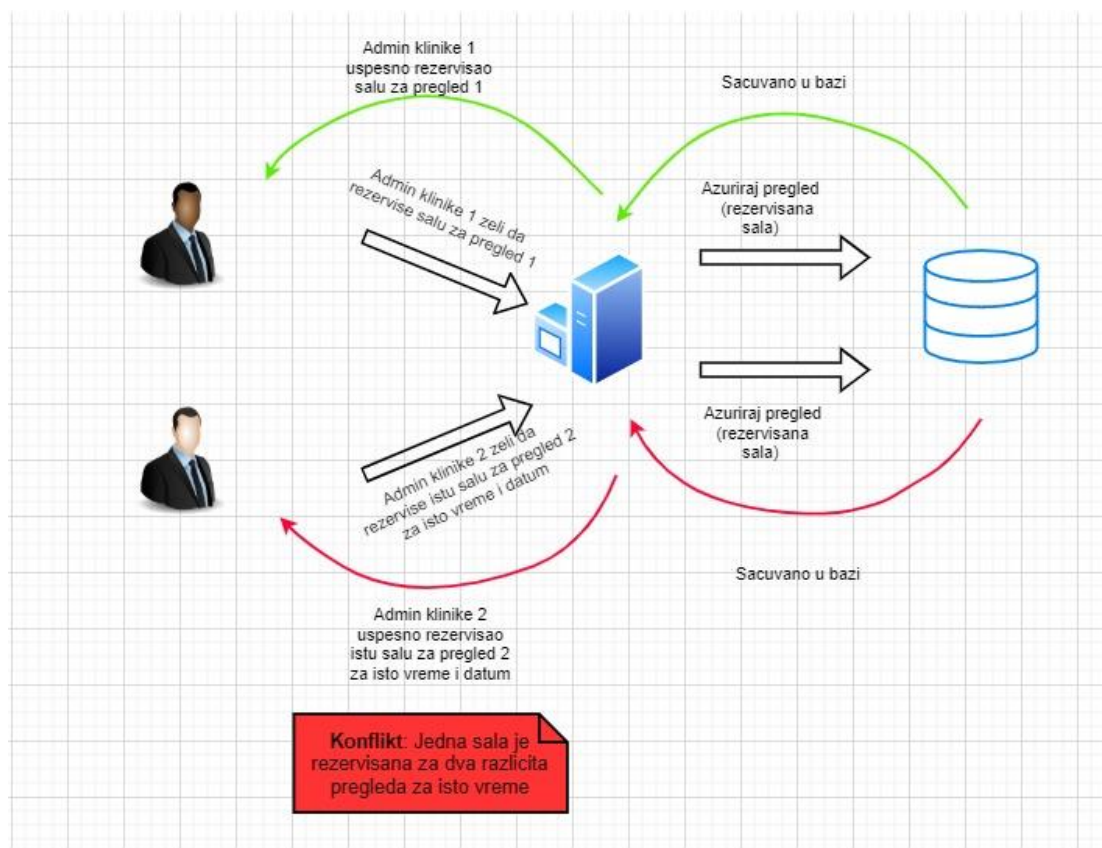 Admin klinike 1
uspesno rezervisao
salu za pregled 1
Sacuvano u bazi
Admin klinike 1 zeli da
rezervise salu za pregled 1
Azuriraj pregled
(rezervisana
sala)
Azuriraj pregled
(rezervisana
sala)
Admin klinike 2 zeli da
rezervise istu salu za pregled 2
za isto vreme i datum
Sacuvano u bazi
Admin klinike 2
uspesno rezervisao
istu salu za pregled 2
za isto vreme i datum
Konflikt: Jedna sala je
rezervisana za dva razlicita
pregleda za isto vreme